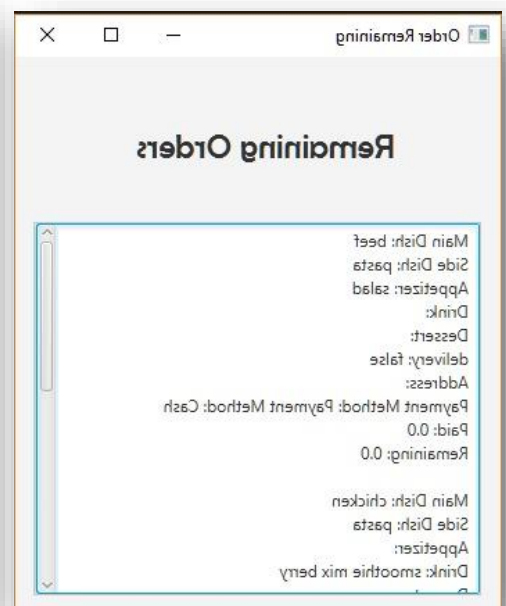 Order Remaining
Remaining Orders
Main Dish: beef
Side Dish: pasta
Appetizer: salad
Drink:
Dessert:
delivery: false
Address:
Payment Method: Payment Method: Cash
Paid: 0.0
Remaining: 0.0
Main Dish: chicken
Side Dish: pasta
Appetizer:
Drink: smoothie mix berry